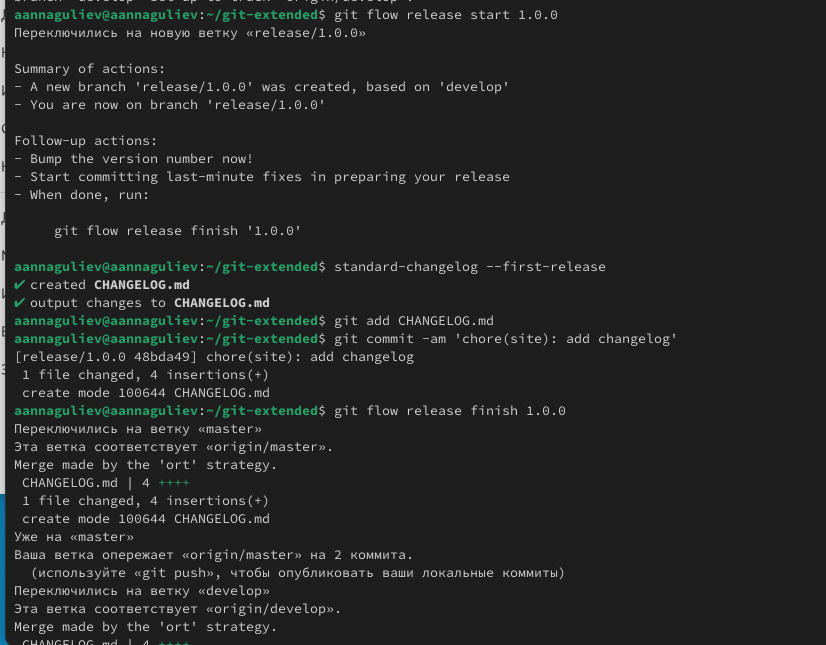 aannaguliev@aannaguliev:~/git-extended$ git flow release start 1.0.0
Переключились на новую ветку «release/1.0.0»
Summary of actions:
- A new branch 'release/1.0.0' was created, based on 'develop'
- You are now on branch 'release/1.0.0'
Follow-up actions:
- Bump the version number now!
- Start committing last-minute fixes in preparing your release
- When done, run:
git flow release finish '1.0.0'
aannaguliev@aannaguliev:~/git-extended$ standard-changelog --first-release
✔ created CHANGELOG.md
✔ output changes to CHANGELOG.md
aannaguliev@aannaguliev:~/git-extended$ git add CHANGELOG.md
aannaguliev@aannaguliev:~/git-extended$ git commit -am 'chore(site): add changelog'
[release/1.0.0 48bda49] chore(site): add changelog
1 file changed, 4 insertions(+)
create mode 100644 CHANGELOG.md
aannaguliev@aannaguliev:~/git-extended$ git flow release finish 1.0.0
Переключились на ветку «master»
Эта ветка соответствует «origin/master».
Merge made by the 'ort' strategy.
CHANGELOG.md | 4 ++++
1 file changed, 4 insertions(+)
create mode 100644 CHANGELOG.md
Уже на «master»
Ваша ветка опережает «origin/master» на 2 коммита.
(используйте «git push», чтобы опубликовать ваши локальные коммиты)
Переключились на ветку «develop»
Эта ветка соответствует «origin/develop».
Merge made by the 'ort' strategy.
CHANGELOG.md | 4 ++++